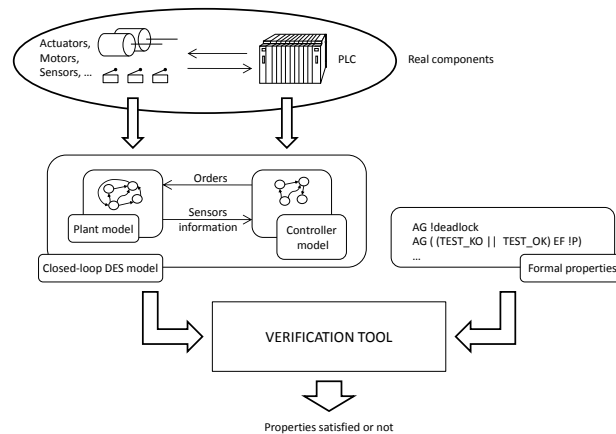 Actuators,
Motors,
Sensors, ...
PLC
Real components
Orders
Sensors
information
Plant model
Controller
model
Closed-loop DES model
AG !deadlock
AG ( (TEST_KO || TEST_OK) EF !P)
...
Formal properties
VERIFICATION TOOL
Properties satisfied or not